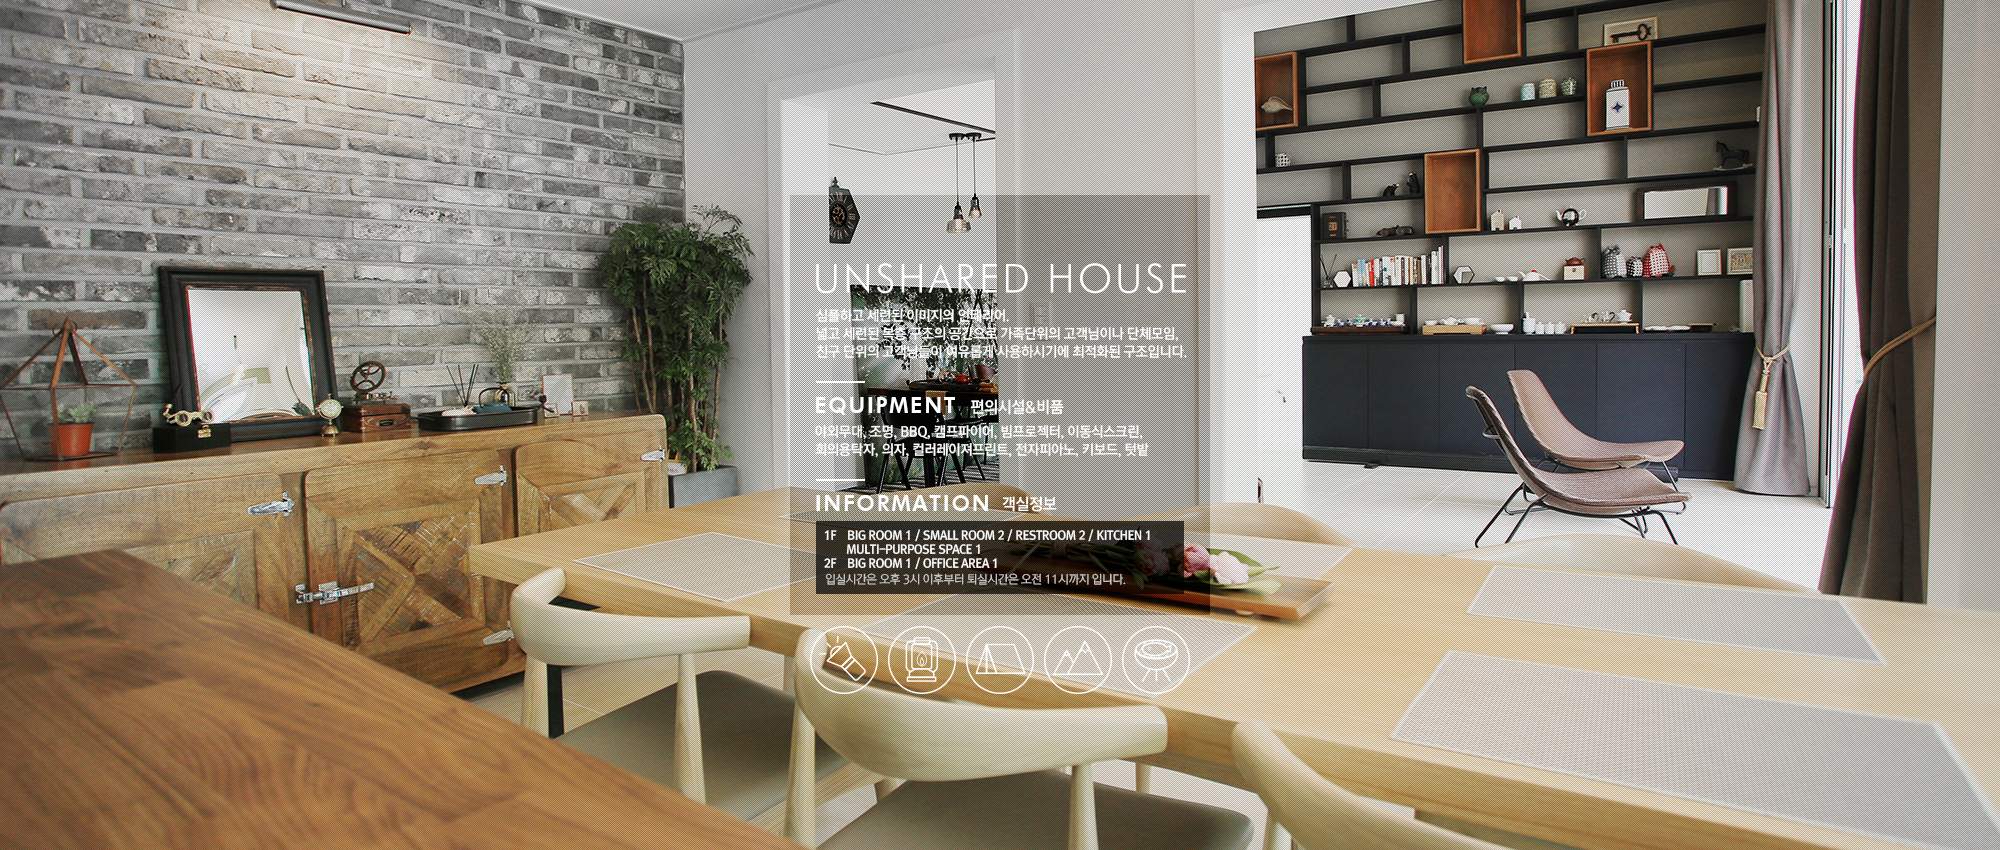 UNSHARED HOUSE
심플하고 세련된 이미지의 인테리어,
넓고 세련된 복층 구조의 공간으로 가족단위의 고객님이나 단체모임,
친구 단위의 고객님들이 여유롭게 사용하시기에 최적화된 구조입니다.
EQUIPMENT 편의시설&비품
야외무대, 조명, BBQ, 캠프파이어, 빔프로젝터, 이동식스크린,
회의용탁자, 의자, 컬러레이져프린트, 전자피아노, 키보드, 텃밭
INFORMATION 객실정보
1F BIG ROOM 1 / SMALL ROOM 2 / RESTROOM 2 / KITCHEN 1
MULTI-PURPOSE SPACE 1
2F BIG ROOM 1 / OFFICE AREA 1
입실시간은 오후 3시 이후부터 퇴실시간은 오전 11시까지 입니다.